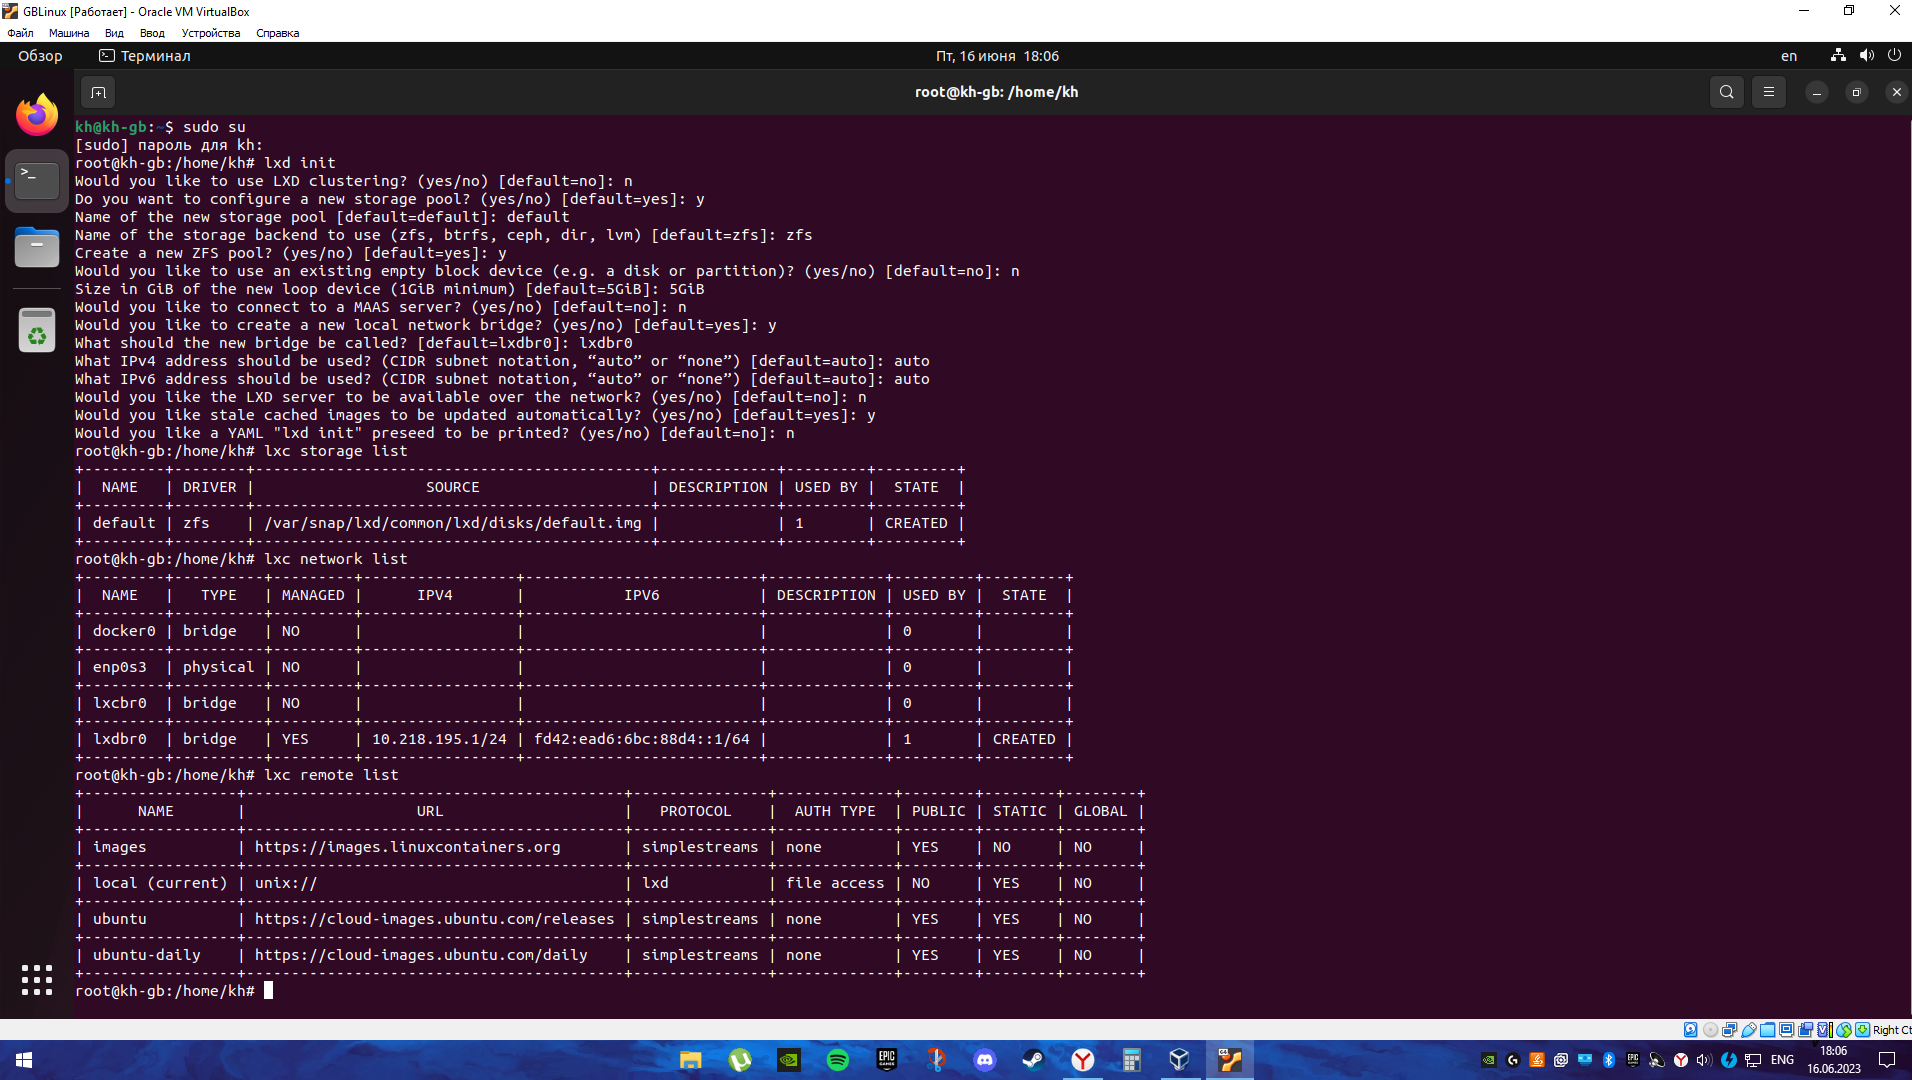 GBLinux [Работает] - Oracle VM VirtualBox
Файл Машина Вид Ввод Устройства Справка
Обзор Терминал Пт, 16 июня 18:06 en
root@kh-gb: /home/kh
kh@kh-gb:~$ sudo su
[sudo] пароль для kh:
root@kh-gb:/home/kh# lxd init
Would you like to use LXD clustering? (yes/no) [default=no]: n
Do you want to configure a new storage pool? (yes/no) [default=yes]: y
Name of the new storage pool [default=default]: default
Name of the storage backend to use (zfs, btrfs, ceph, dir, lvm) [default=zfs]: zfs
Create a new ZFS pool? (yes/no) [default=yes]: y
Would you like to use an existing empty block device (e.g. a disk or partition)? (yes/no) [default=no]: n
Size in GiB of the new loop device (1GiB minimum) [default=5GiB]: 5GiB
Would you like to connect to a MAAS server? (yes/no) [default=no]: n
Would you like to create a new local network bridge? (yes/no) [default=yes]: y
What should the new bridge be called? [default=lxdbr0]: lxdbr0
What IPv4 address should be used? (CIDR subnet notation, “auto” or “none”) [default=auto]: auto
What IPv6 address should be used? (CIDR subnet notation, “auto” or “none”) [default=auto]: auto
Would you like the LXD server to be available over the network? (yes/no) [default=no]: n
Would you like stale cached images to be updated automatically? (yes/no) [default=yes]: y
Would you like a YAML "lxd init" preseed to be printed? (yes/no) [default=no]: n
root@kh-gb:/home/kh# lxc storage list
| NAME | DRIVER | SOURCE | DESCRIPTION | USED BY | STATE |
| default | zfs | /var/snap/lxd/common/lxd/disks/default.img | | 1 | CREATED |
root@kh-gb:/home/kh# lxc network list
| NAME | TYPE | MANAGED | IPV4 | IPV6 | DESCRIPTION | USED BY | STATE |
| docker0 | bridge | NO | | | | 0 | |
| enp0s3 | physical | NO | | | | 0 | |
| lxcbr0 | bridge | NO | | | | 0 | |
| lxdbr0 | bridge | YES | 10.218.195.1/24 | fd42:ead6:6bc:88d4::1/64 | | 1 | CREATED |
root@kh-gb:/home/kh# lxc remote list
| NAME | URL | PROTOCOL | AUTH TYPE | PUBLIC | STATIC | GLOBAL |
| images | https://images.linuxcontainers.org | simplestreams | none | YES | NO | NO |
| local (current) | unix:// | lxd | file access | NO | YES | NO |
| ubuntu | https://cloud-images.ubuntu.com/releases | simplestreams | none | YES | YES | NO |
| ubuntu-daily | https://cloud-images.ubuntu.com/daily | simplestreams | none | YES | YES | NO |
root@kh-gb:/home/kh#
Right Ct
EPIC GAMES
ENG
18:06
16.06.2023